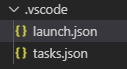 .vscode
{} launch.json
{} tasks.json